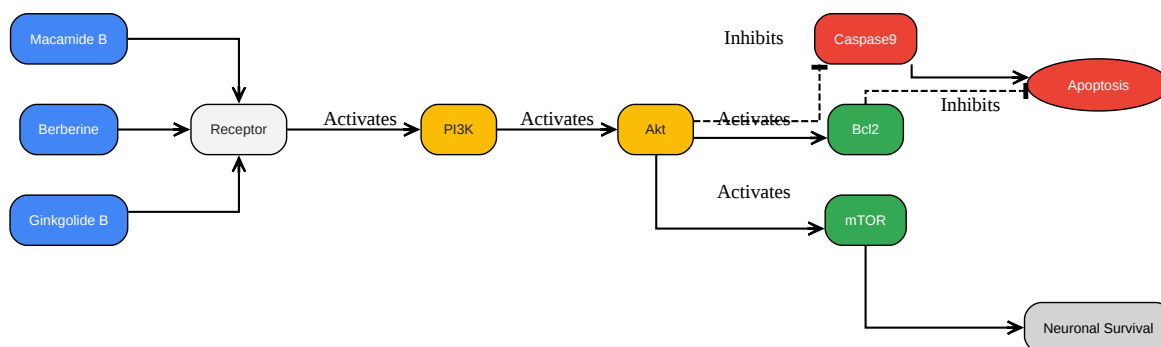 Macamide B
Inhibits
Caspase9
Apoptosis
Inhibits
Berberine
Receptor
Activates
PI3K
Activates
Akt
Activates
Bcl2
Ginkgolide B
Activates
mTOR
Neuronal Survival